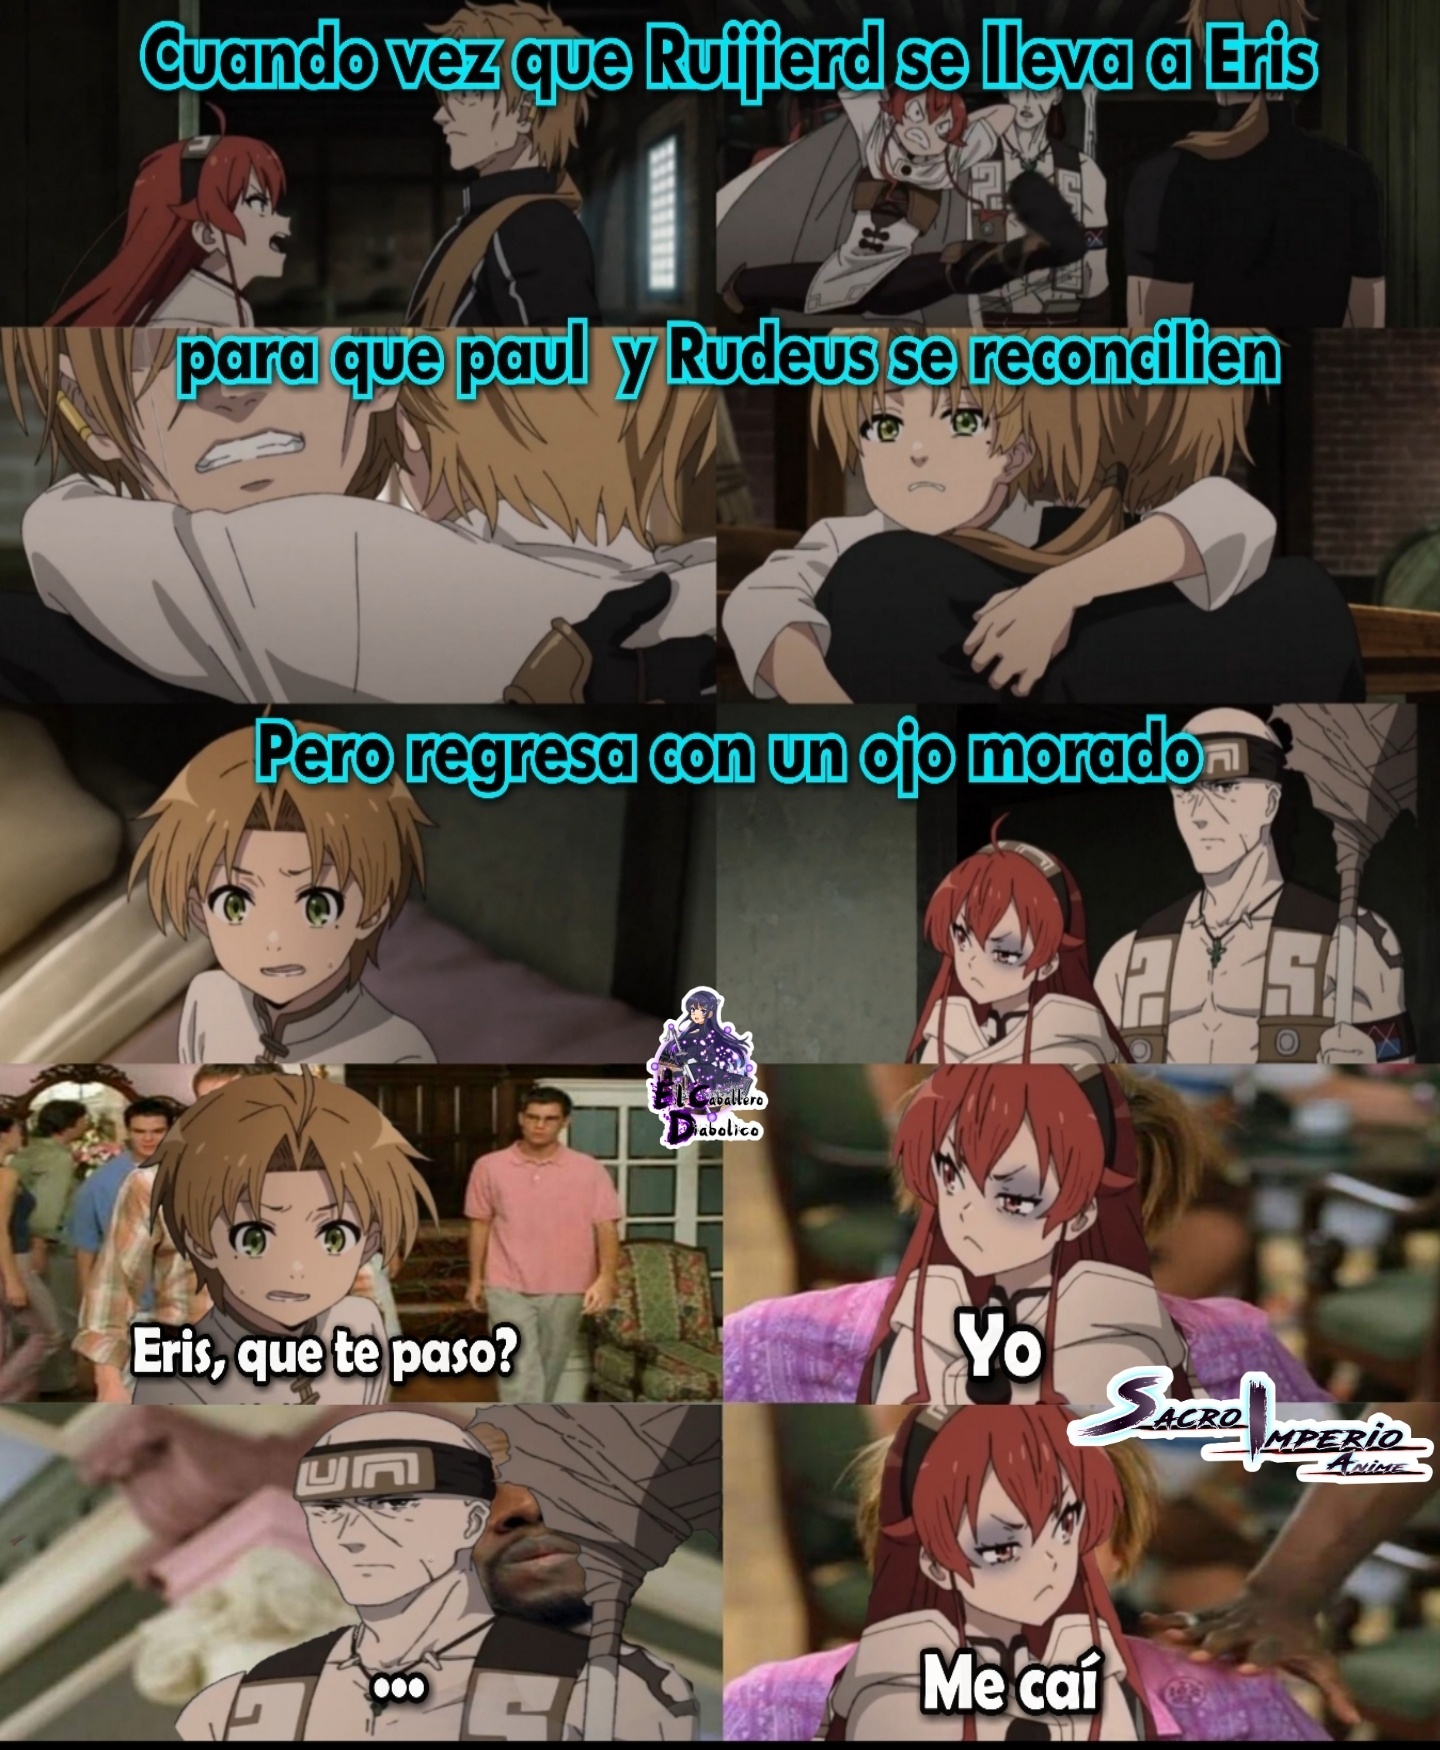 Cuando vez que Ruijierd se lleva a Eris
para que paul y Rudeus se reconcilien
Pero regresa con un ojo morado
El Caballero
Diabolico
Eris, que te paso?
Yo
Sacro Imperio
Anime
...
Me caí